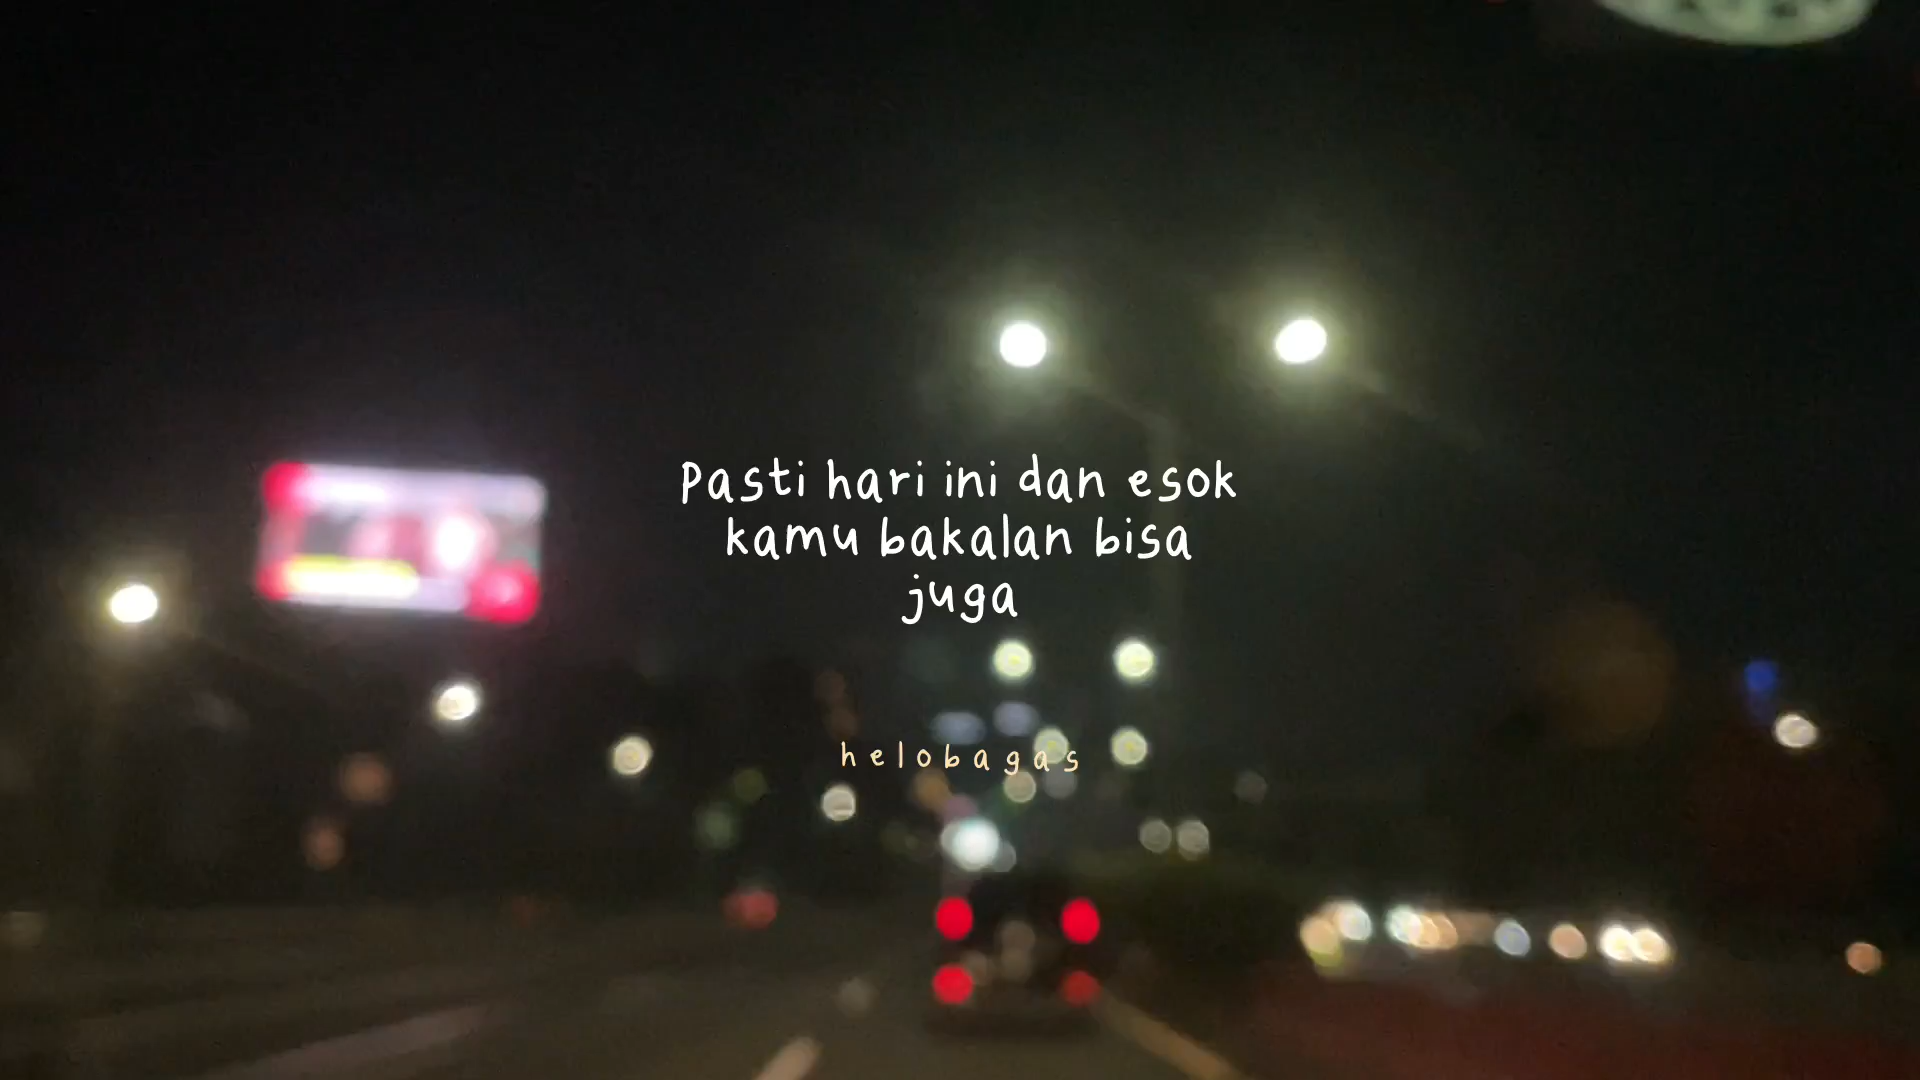 Pasti hari ini dan esok
kamu bakalan bisa
juga
helobagas